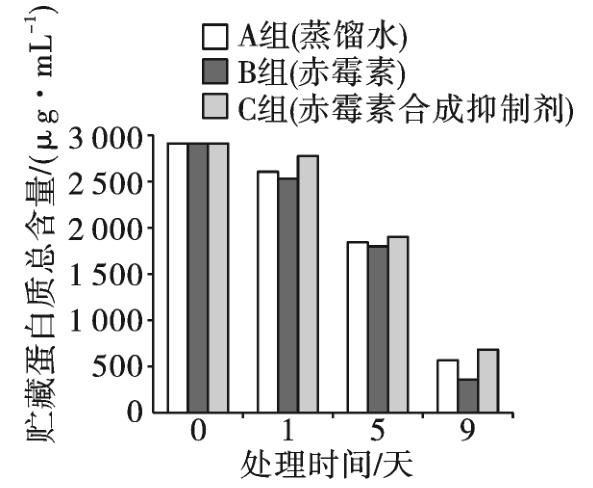 A组(蒸馏水)
B组(赤霉素)
C组(赤霉素合成抑制剂)
贮藏蛋白质总含量/(μg·mL⁻¹)
3 000
2 500
2 000
1 500
1 000
500
0
0 1 5 9
处理时间/天